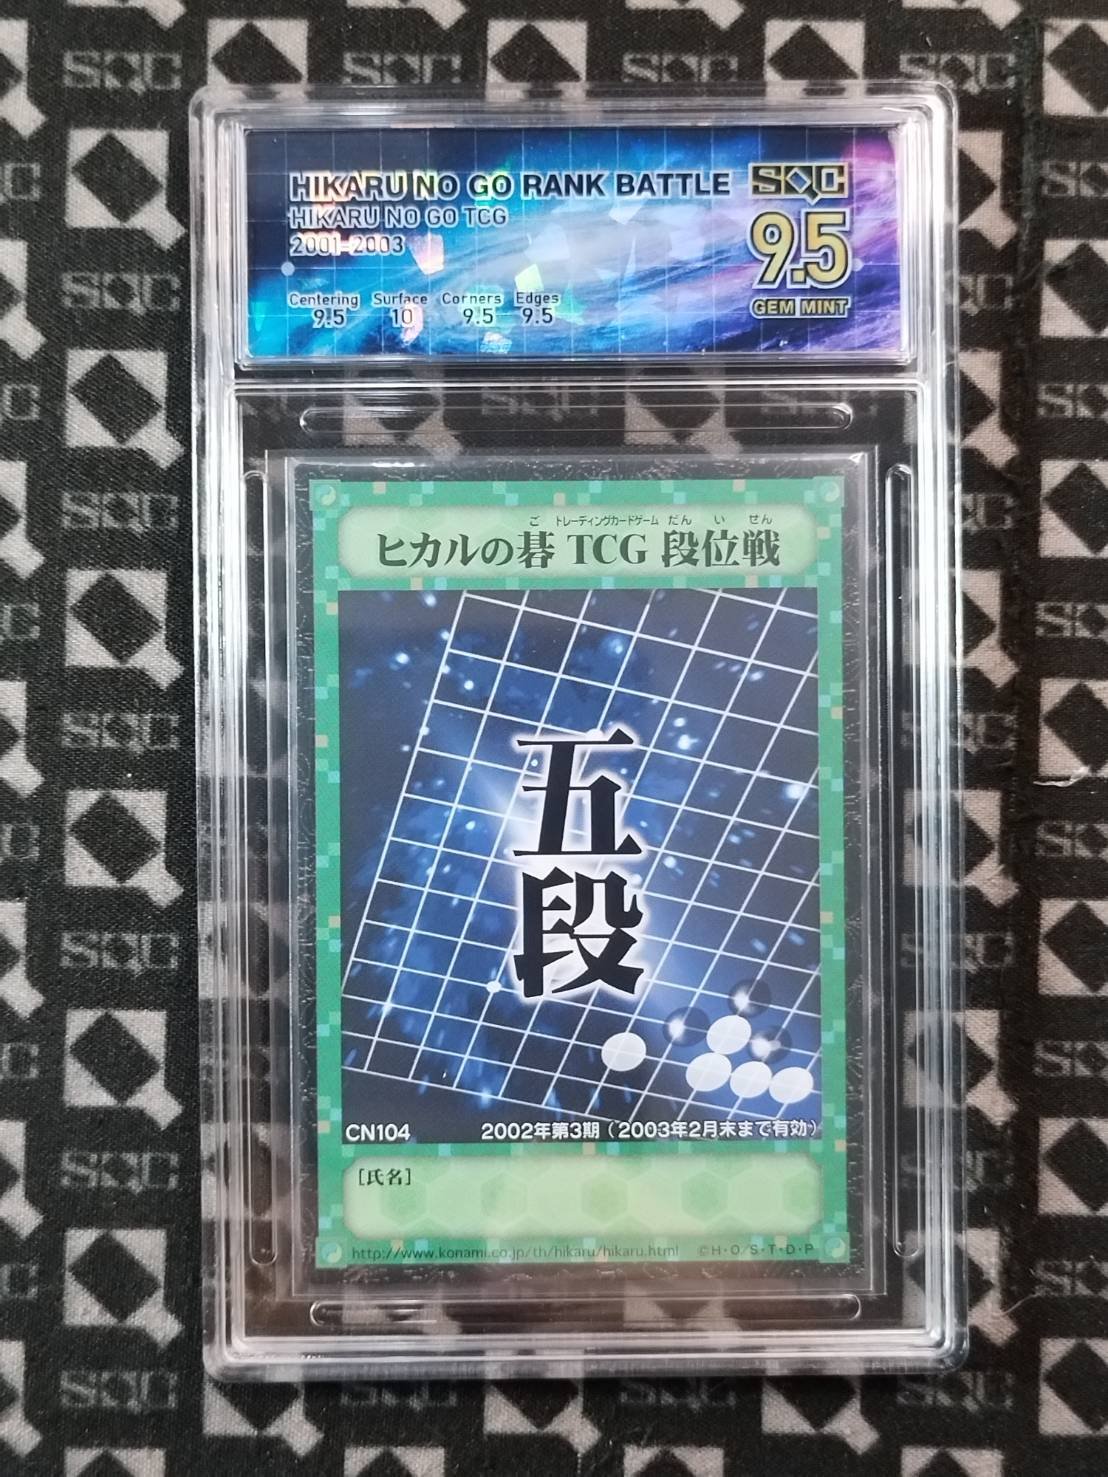 HIKARU NO GO RANK BATTLE
HIKARU NO GO TCG
2001-2003
Centering Surface Corners Edges
9.5 10 9.5 9.5
SQC
9.5
GEM MINT
ご トレーディングカードゲーム だん い せん
ヒカルの碁 TCG 段位戦
五段
CN104 2002年第3期（2003年2月末まで有効）
［氏名］
http://www.konami.co.jp/th/hikaru/hikaru.html ©H・O/S・T・D・P